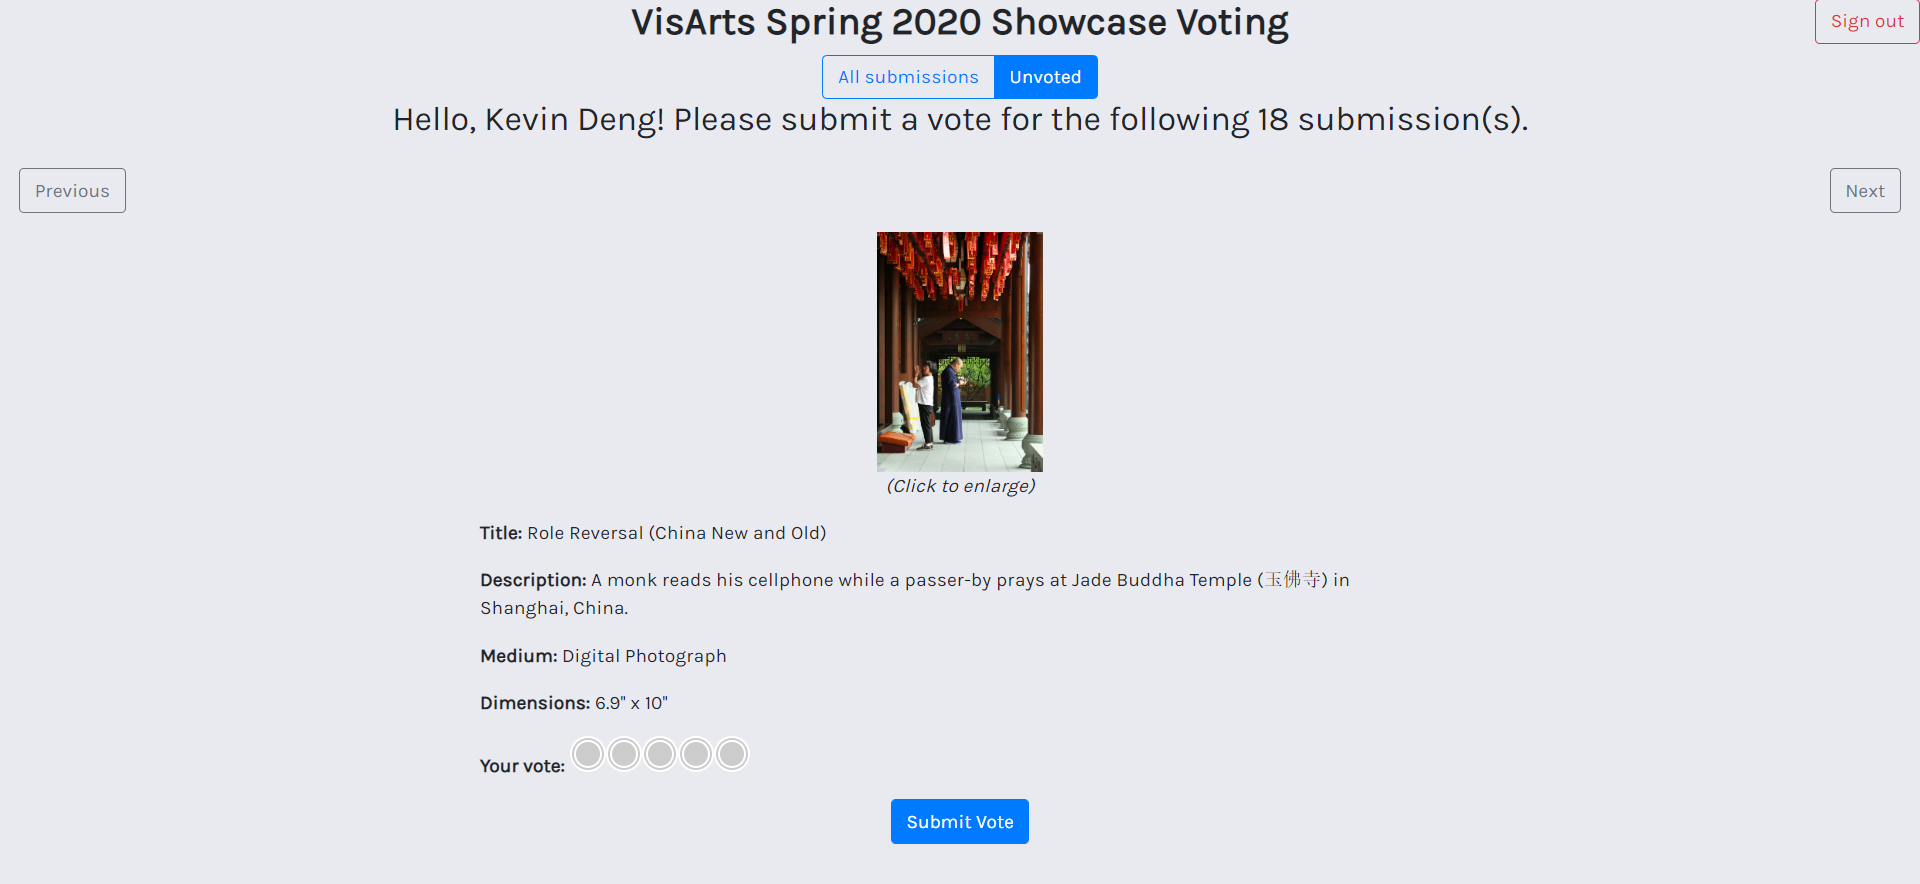 VisArts Spring 2020 Showcase Voting
Sign out
All submissions
Unvoted
Hello, Kevin Deng! Please submit a vote for the following 18 submission(s).
Previous
Next
(Click to enlarge)
Title: Role Reversal (China New and Old)
Description: A monk reads his cellphone while a passer-by prays at Jade Buddha Temple (玉佛寺) in
Shanghai, China.
Medium: Digital Photograph
Dimensions: 6.9" x 10"
Your vote:
Submit Vote